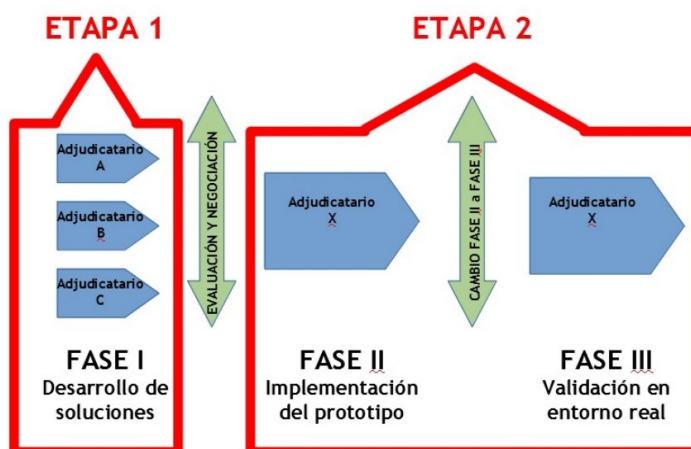 ETAPA 1
ETAPA 2
Adjudicatario
A
Adjudicatario
B
Adjudicatario
C
EVALUACIÓN Y NEGOCIACIÓN
Adjudicatario
X
CAMBIO FASE II a FASE III
Adjudicatario
X
FASE I
Desarrollo de
soluciones
FASE II
Implementación
del prototipo
FASE III
Validación en
entorno real